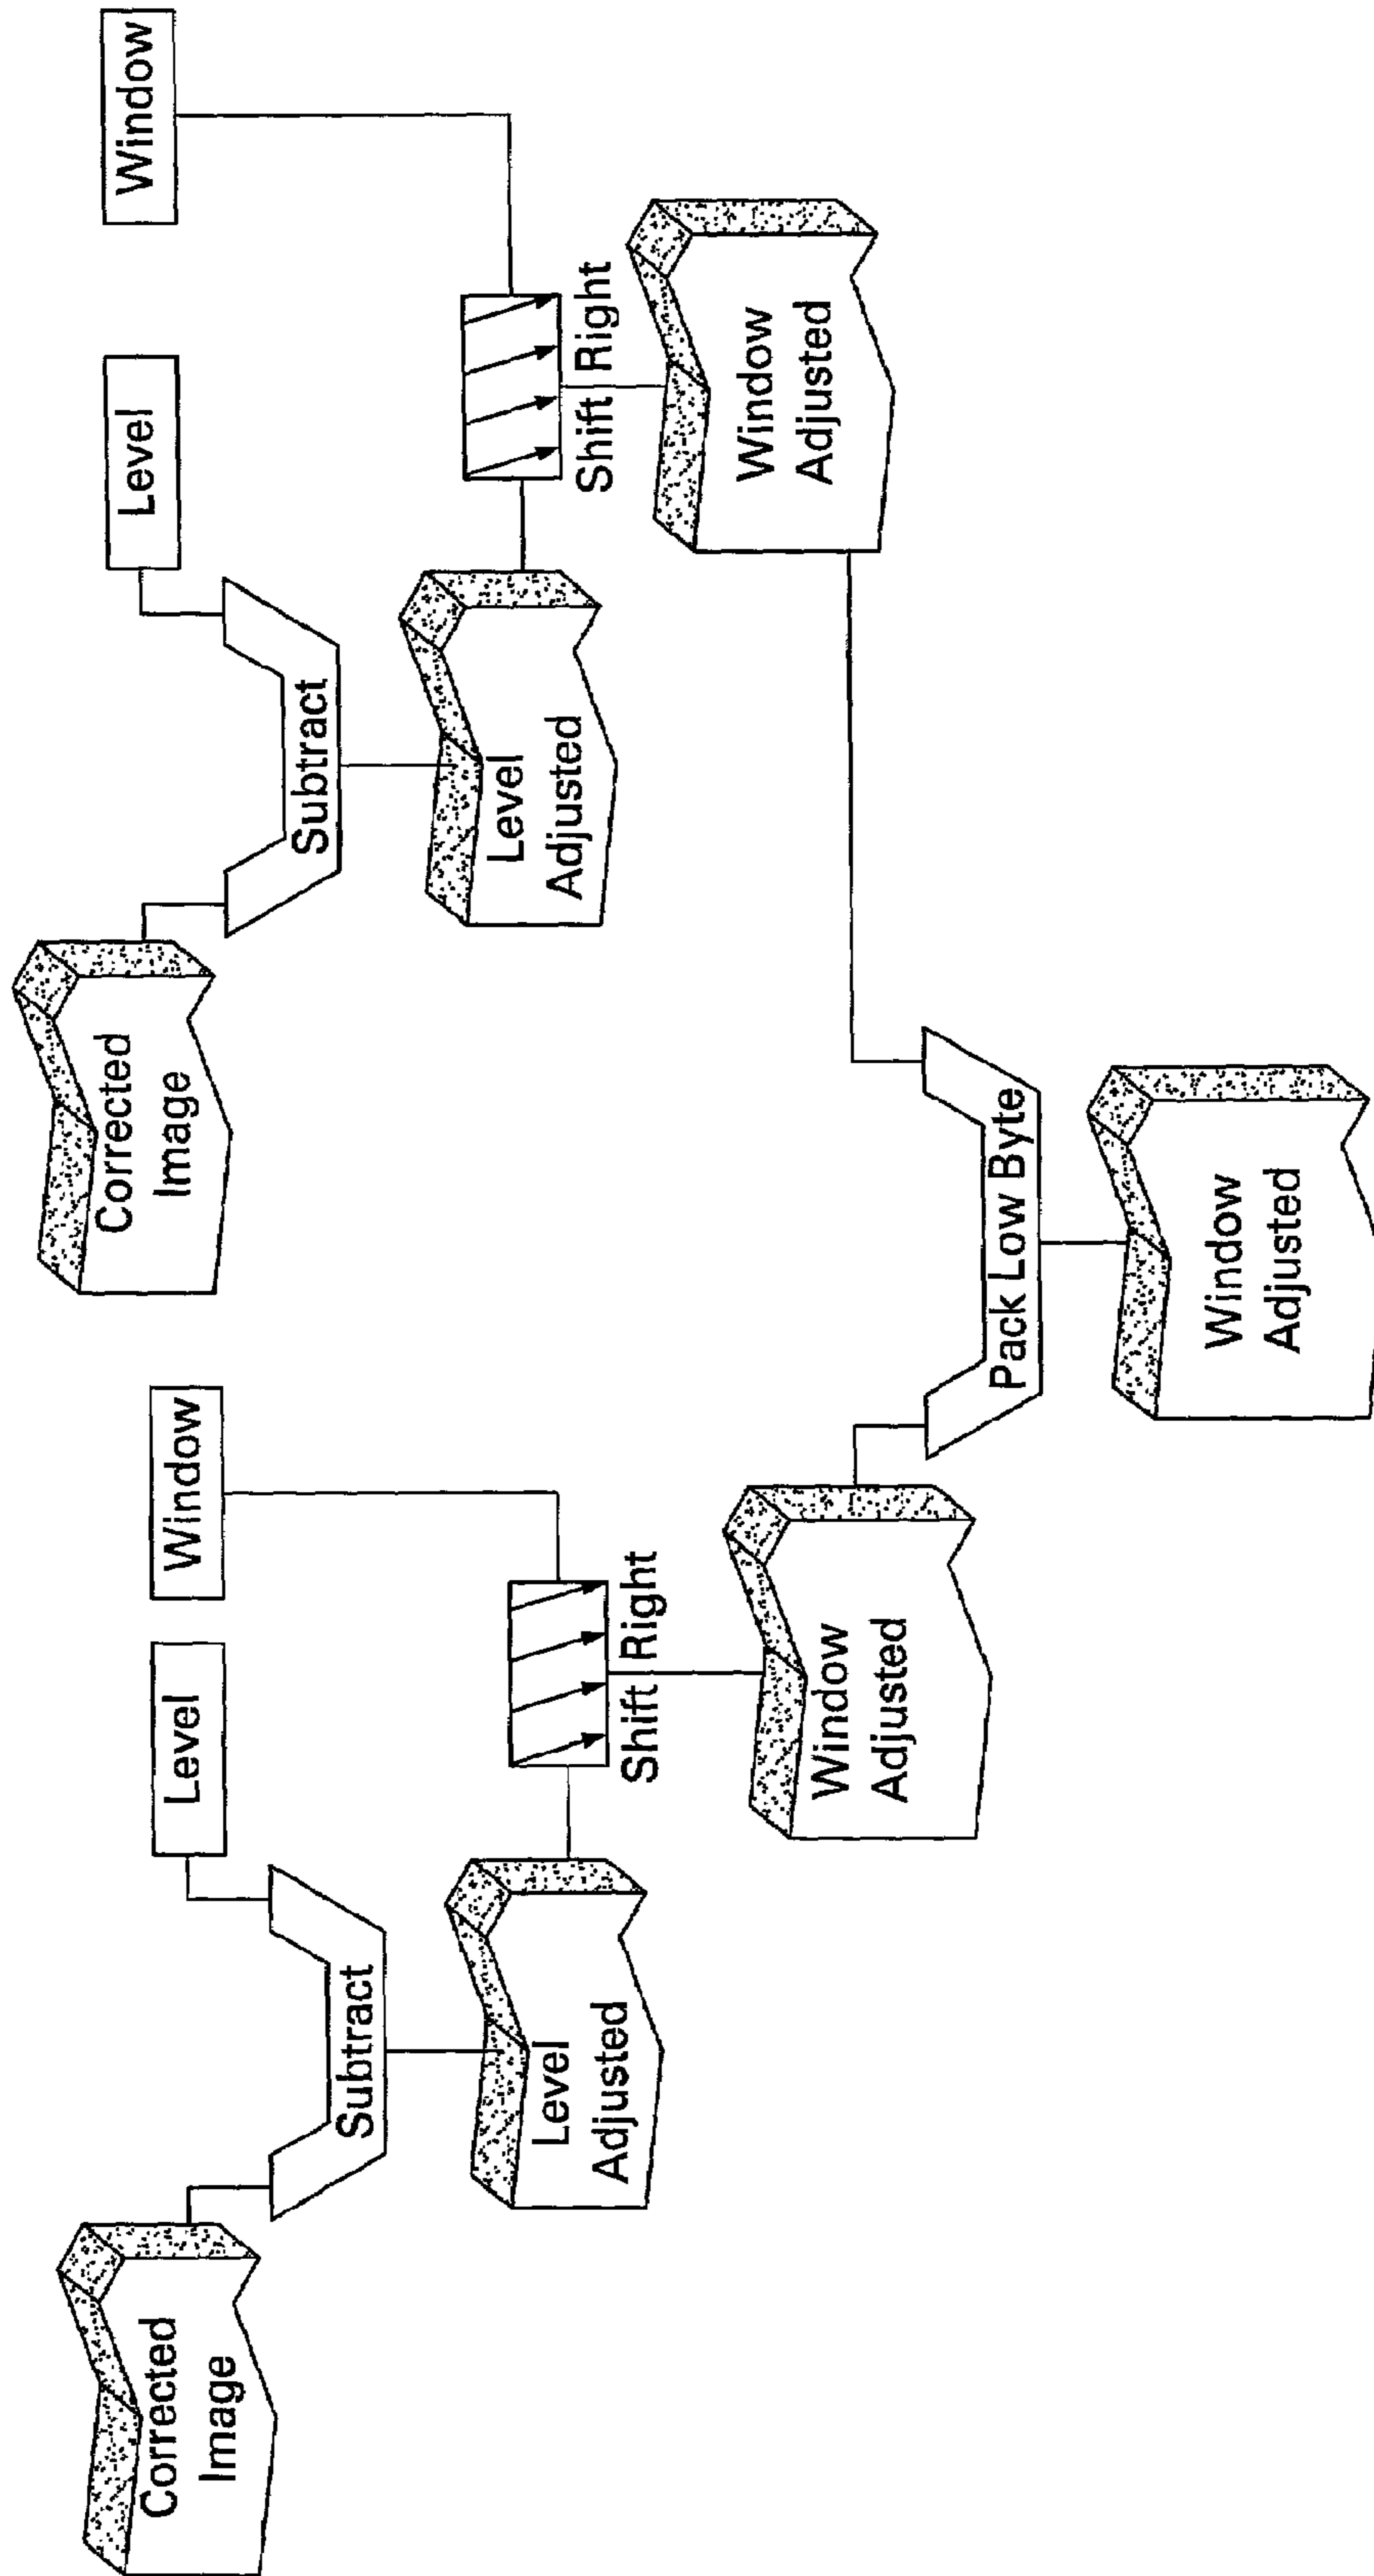 Corrected
Image
Level
Window
Subtract
Level
Adjusted
Shift Right
Window
Adjusted
Corrected
Image
Level
Window
Subtract
Level
Adjusted
Shift Right
Window
Adjusted
Pack Low Byte
Window
Adjusted